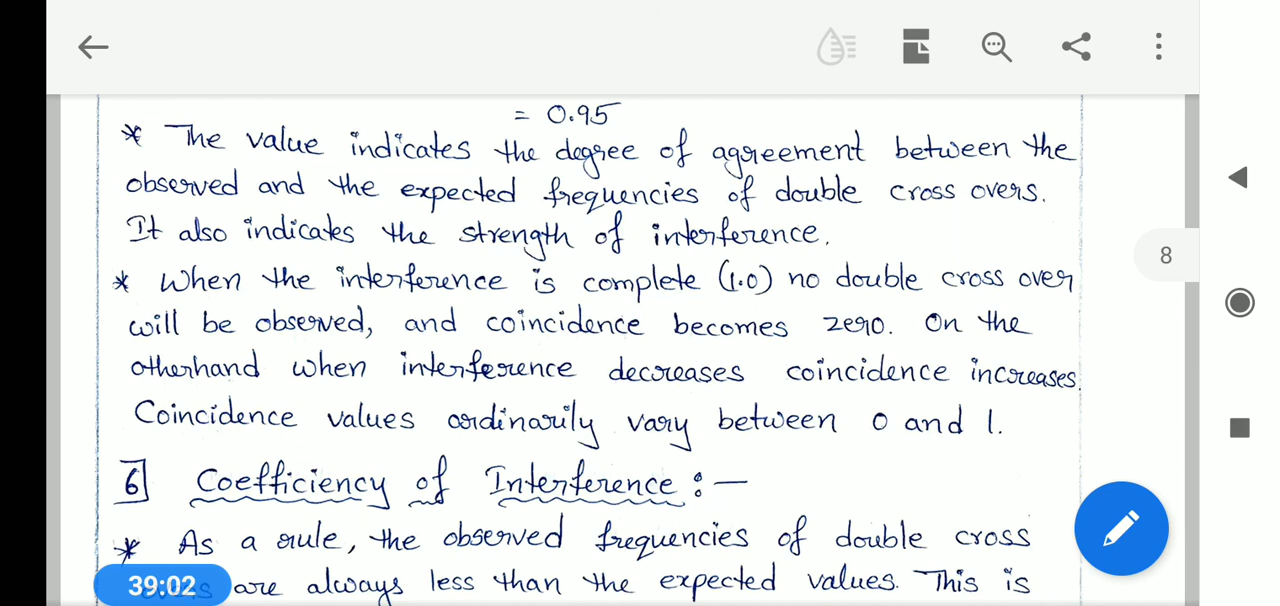 = 0.95
* The value indicates the degree of agreement between the
observed and the expected frequencies of double cross overs.
It also indicates the strength of interference.
* When the interference is complete (1.0) no double cross over
will be observed, and coincidence becomes zero. On the
otherhand when interference decreases coincidence increases.
Coincidence values ordinarily vary between 0 and 1.
8
6 Coefficiency of Interference :—
* As a rule, the observed frequencies of double cross
are always less than the expected values. This is
39:02